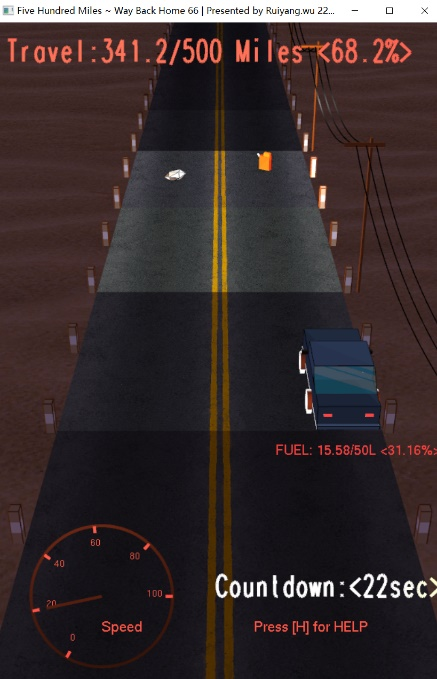 Five Hundred Miles ~ Way Back Home 66 | Presented by Ruiyang.wu 22...
Travel:341.2/500 Miles <68.2%>
FUEL: 15.58/50L <31.16%>
60
40
80
20
100
Countdown:<22sec>
0
Speed
Press [H] for HELP